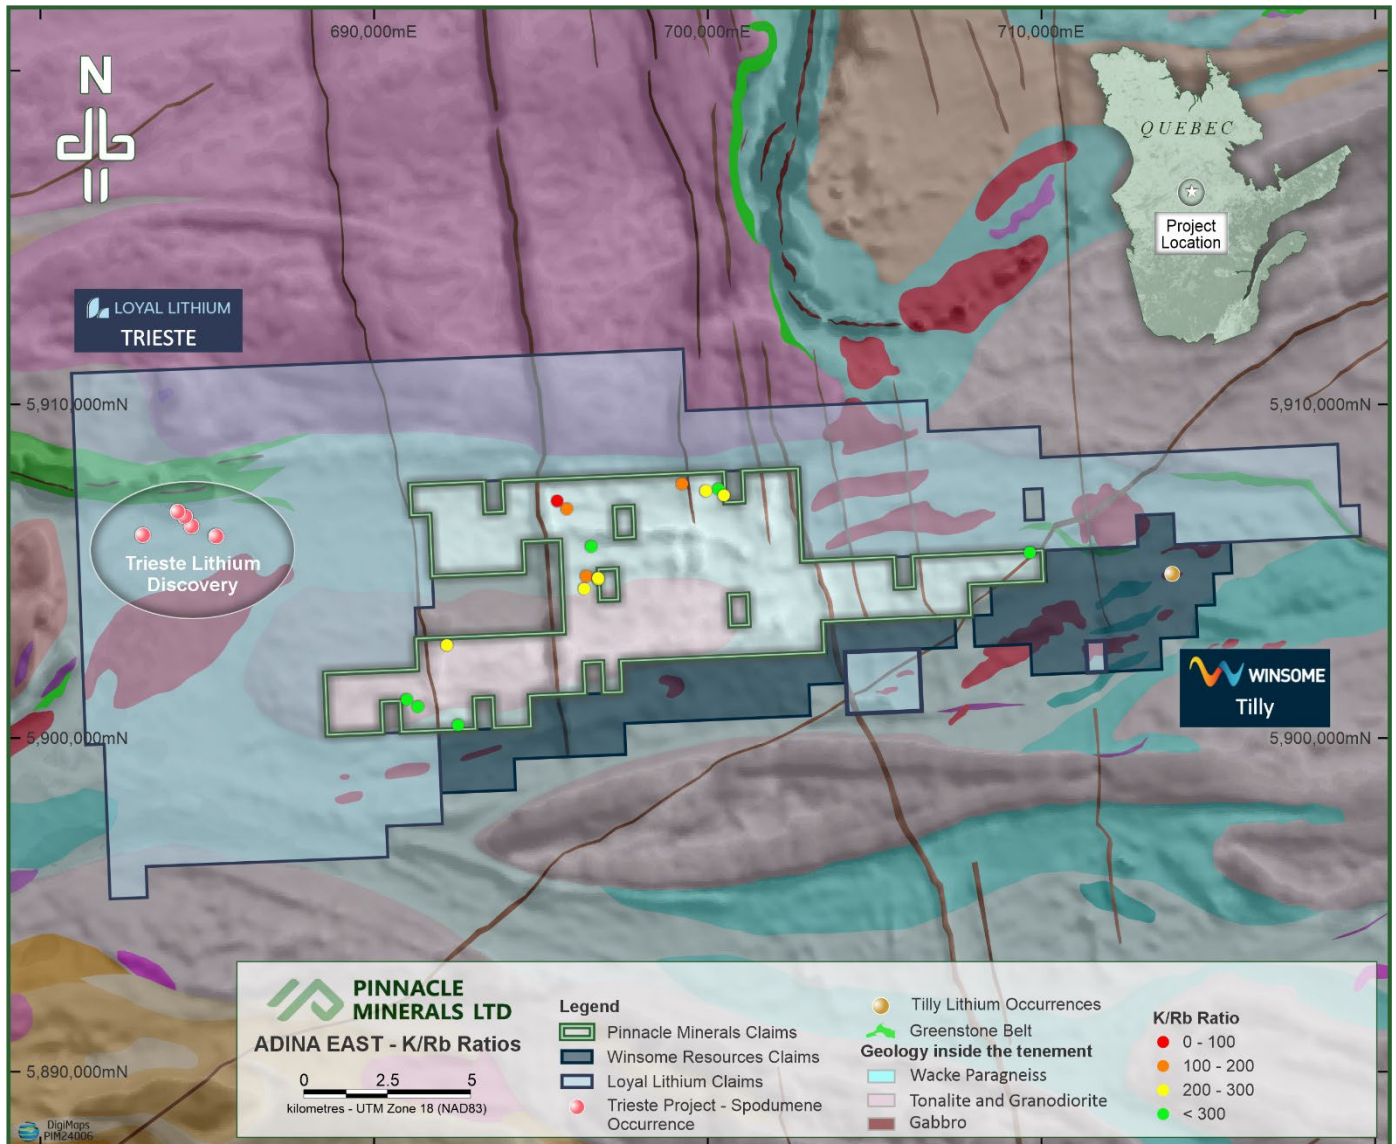 690,000mE
700,000mE
710,000mE
N
QUEBEC
Project
Location
LOYAL LITHIUM
TRIESTE
5,910,000mN
5,910,000mN
Trieste Lithium
Discovery
WINSOME
Tilly
5,900,000mN
5,900,000mN
5,890,000mN
PINNACLE
MINERALS LTD
ADINA EAST - K/Rb Ratios
0 2.5 5
kilometres - UTM Zone 18 (NAD83)
Legend
Pinnacle Minerals Claims
Winsome Resources Claims
Loyal Lithium Claims
Trieste Project - Spodumene
Occurrence
Tilly Lithium Occurrences
Greenstone Belt
Geology inside the tenement
Wacke Paragneiss
Tonalite and Granodiorite
Gabbro
K/Rb Ratio
0 - 100
100 - 200
200 - 300
< 300
DigiMaps
PIM24006